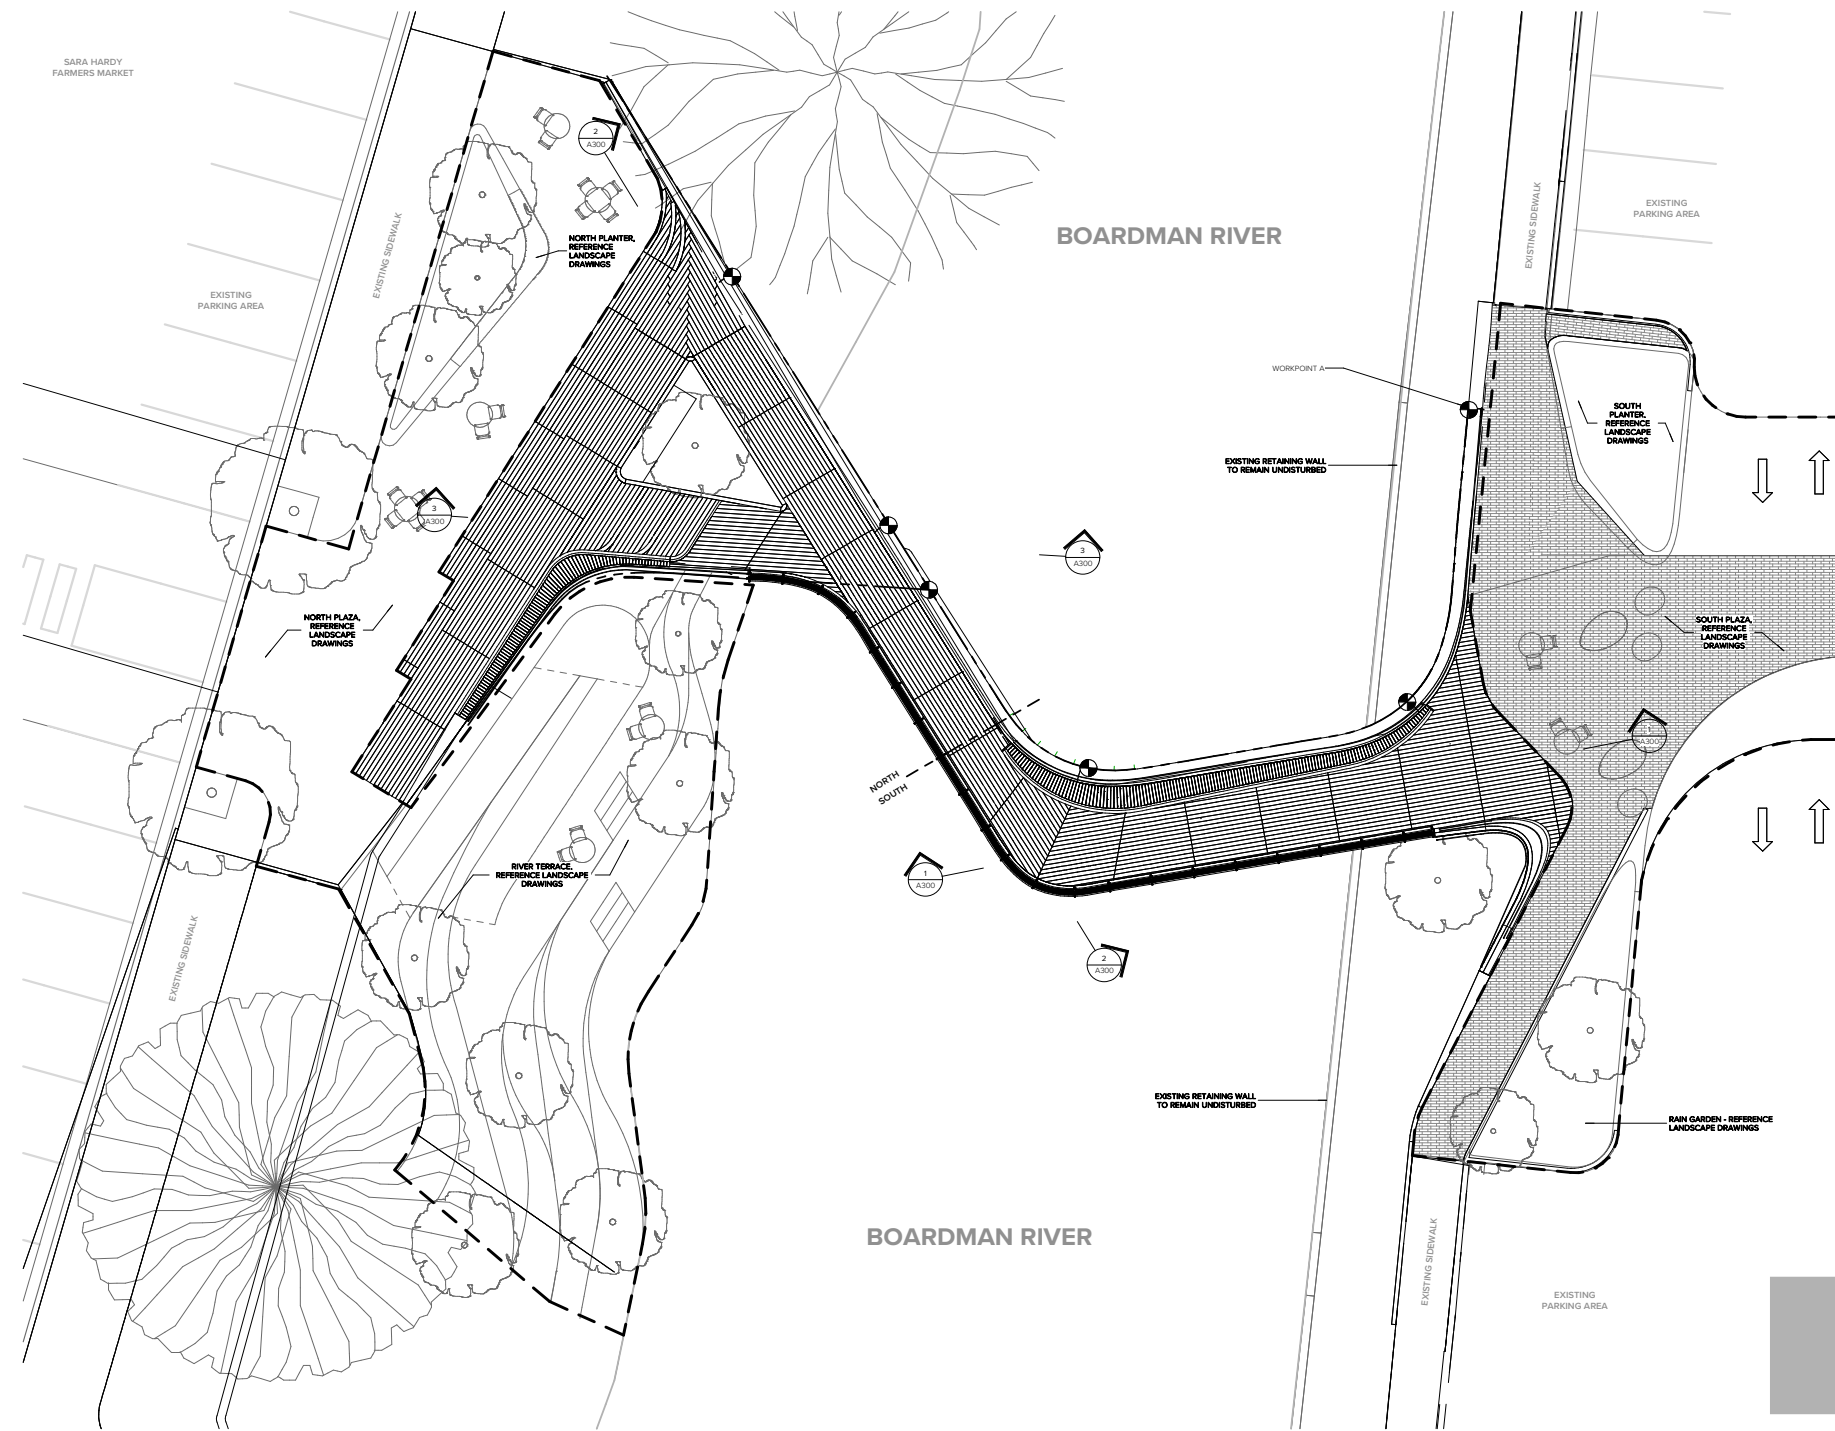 SARA HARDY
FARMERS MARKET
2
A300
EXISTING SIDEWALK
EXISTING SIDEWALK
EXISTING
PARKING AREA
BOARDMAN RIVER
NORTH PLANTER,
REFERENCE
LANDSCAPE
DRAWINGS
EXISTING
PARKING AREA
WORKPOINT A
SOUTH
PLANTER,
REFERENCE
LANDSCAPE
DRAWINGS
EXISTING RETAINING WALL
TO REMAIN UNDISTURBED
3
A300
3
A300
NORTH PLAZA,
REFERENCE
LANDSCAPE
DRAWINGS
SOUTH PLAZA,
REFERENCE
LANDSCAPE
DRAWINGS
1
A300
NORTH
SOUTH
RIVER TERRACE,
REFERENCE LANDSCAPE
DRAWINGS
1
A300
EXISTING SIDEWALK
2
A300
EXISTING RETAINING WALL
TO REMAIN UNDISTURBED
RAIN GARDEN - REFERENCE
LANDSCAPE DRAWINGS
BOARDMAN RIVER
EXISTING SIDEWALK
EXISTING
PARKING AREA